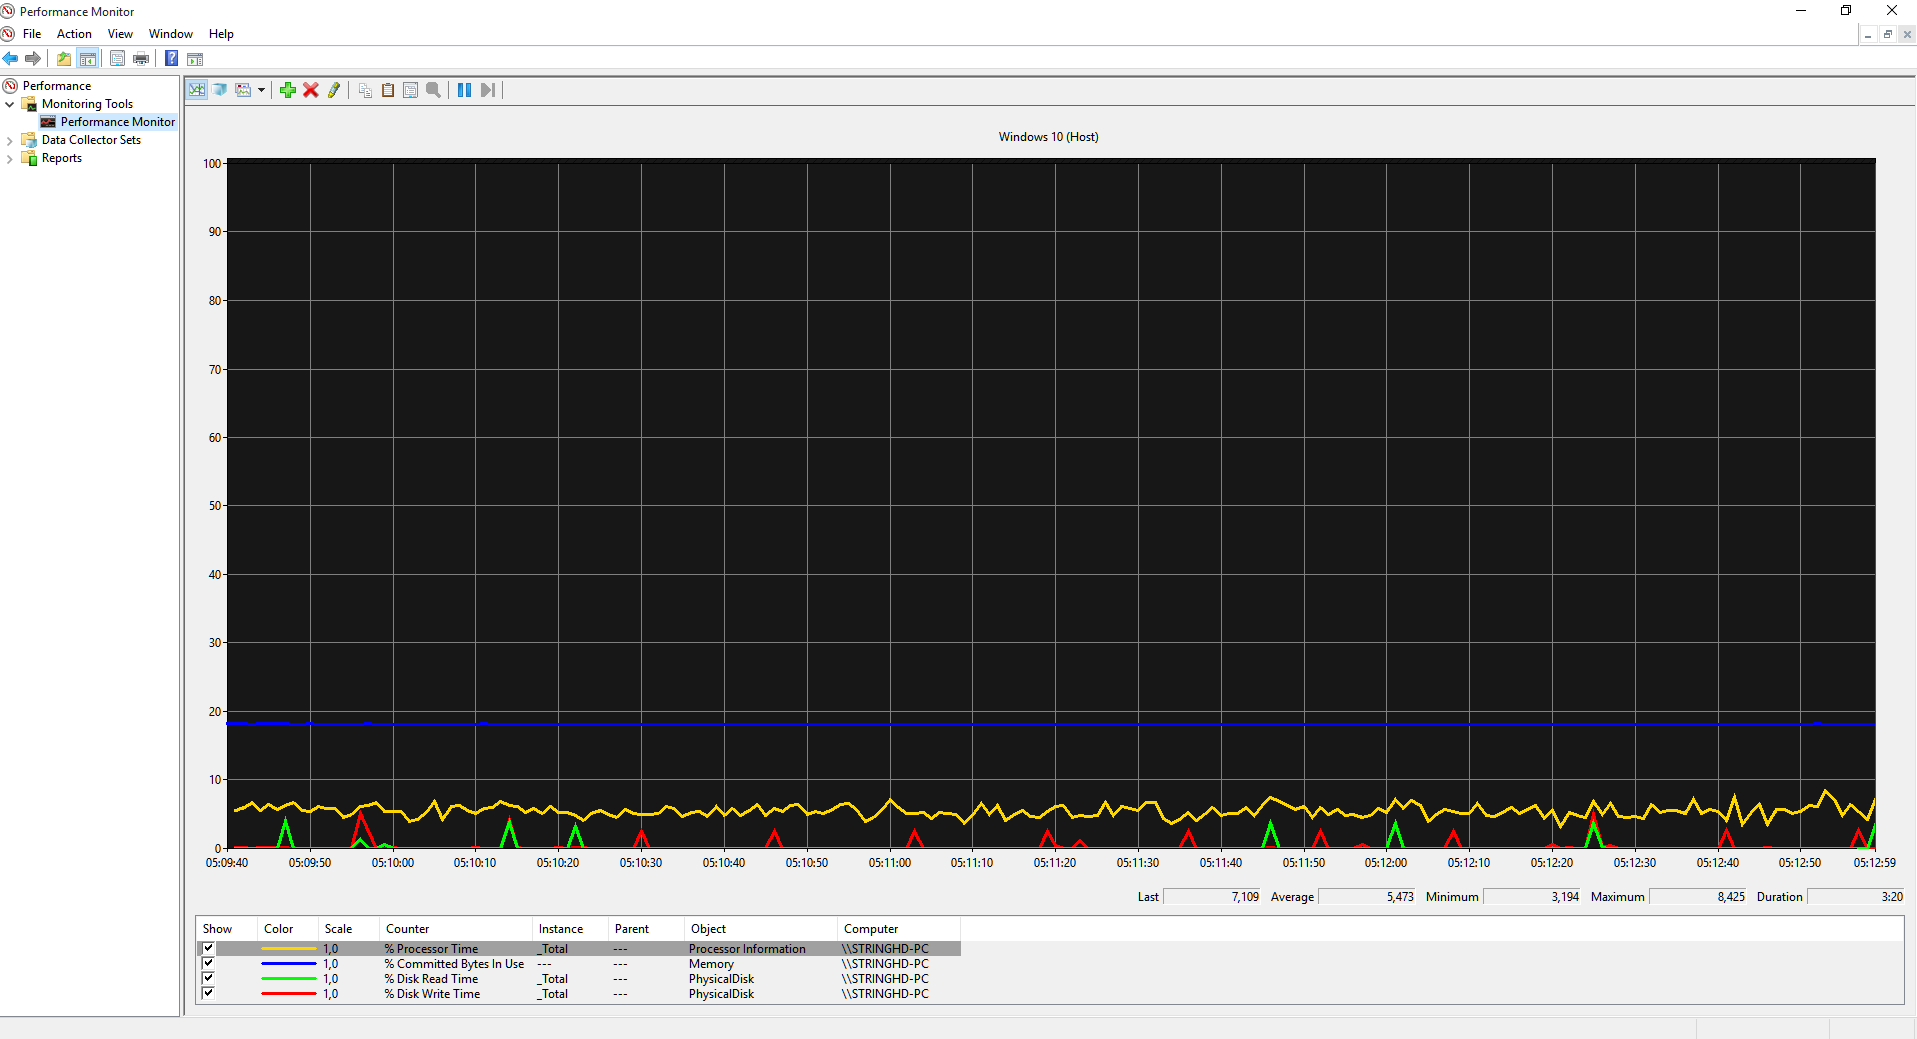 Performance Monitor
File Action View Window Help
Performance
Monitoring Tools
Performance Monitor
Data Collector Sets
Reports
Windows 10 (Host)
100
90
80
70
60
50
40
30
20
10
0
05:09:40 05:09:50 05:10:00 05:10:10 05:10:20 05:10:30 05:10:40 05:10:50 05:11:00 05:11:10 05:11:20 05:11:30 05:11:40 05:11:50 05:12:00 05:12:10 05:12:20 05:12:30 05:12:40 05:12:50 05:12:59
Last 7,109 Average 5,473 Minimum 3,194 Maximum 8,425 Duration 3:20
Show Color Scale Counter Instance Parent Object Computer
1,0 % Processor Time _Total --- Processor Information \\STRINGHD-PC
1,0 % Committed Bytes In Use --- --- Memory \\STRINGHD-PC
1,0 % Disk Read Time _Total --- PhysicalDisk \\STRINGHD-PC
1,0 % Disk Write Time _Total --- PhysicalDisk \\STRINGHD-PC